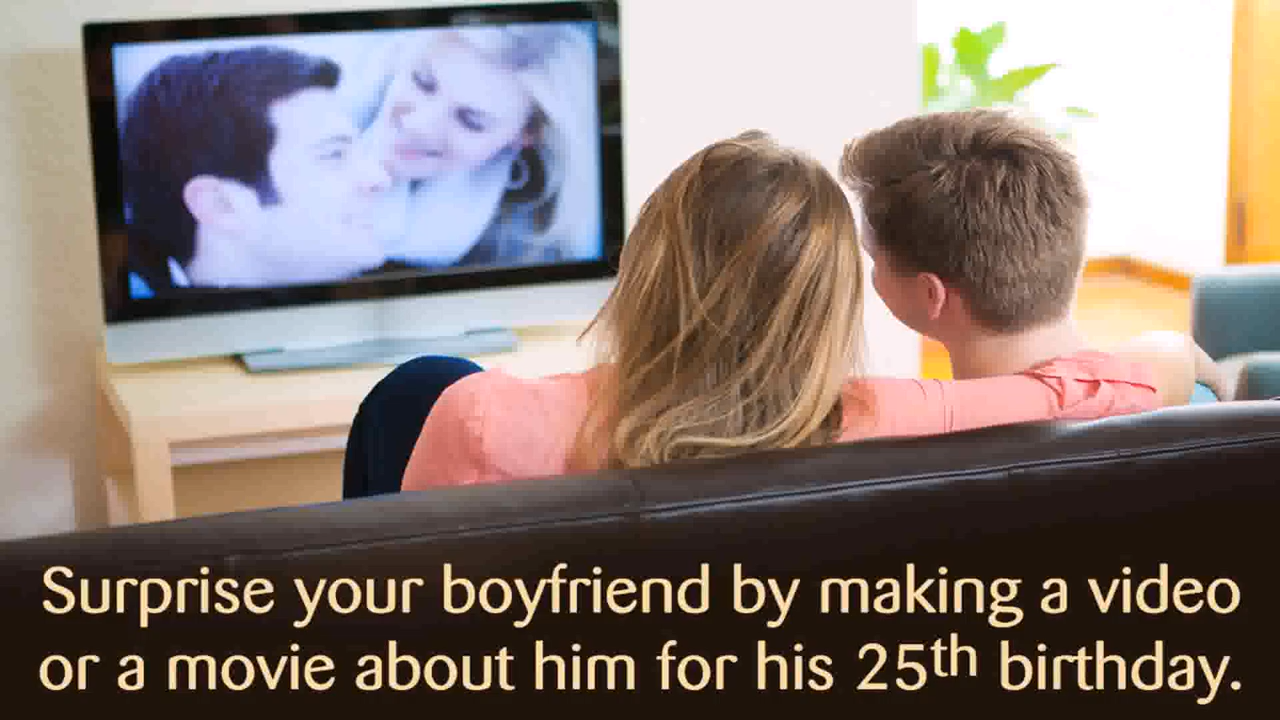 Surprise your boyfriend by making a video
or a movie about him for his 25th birthday.